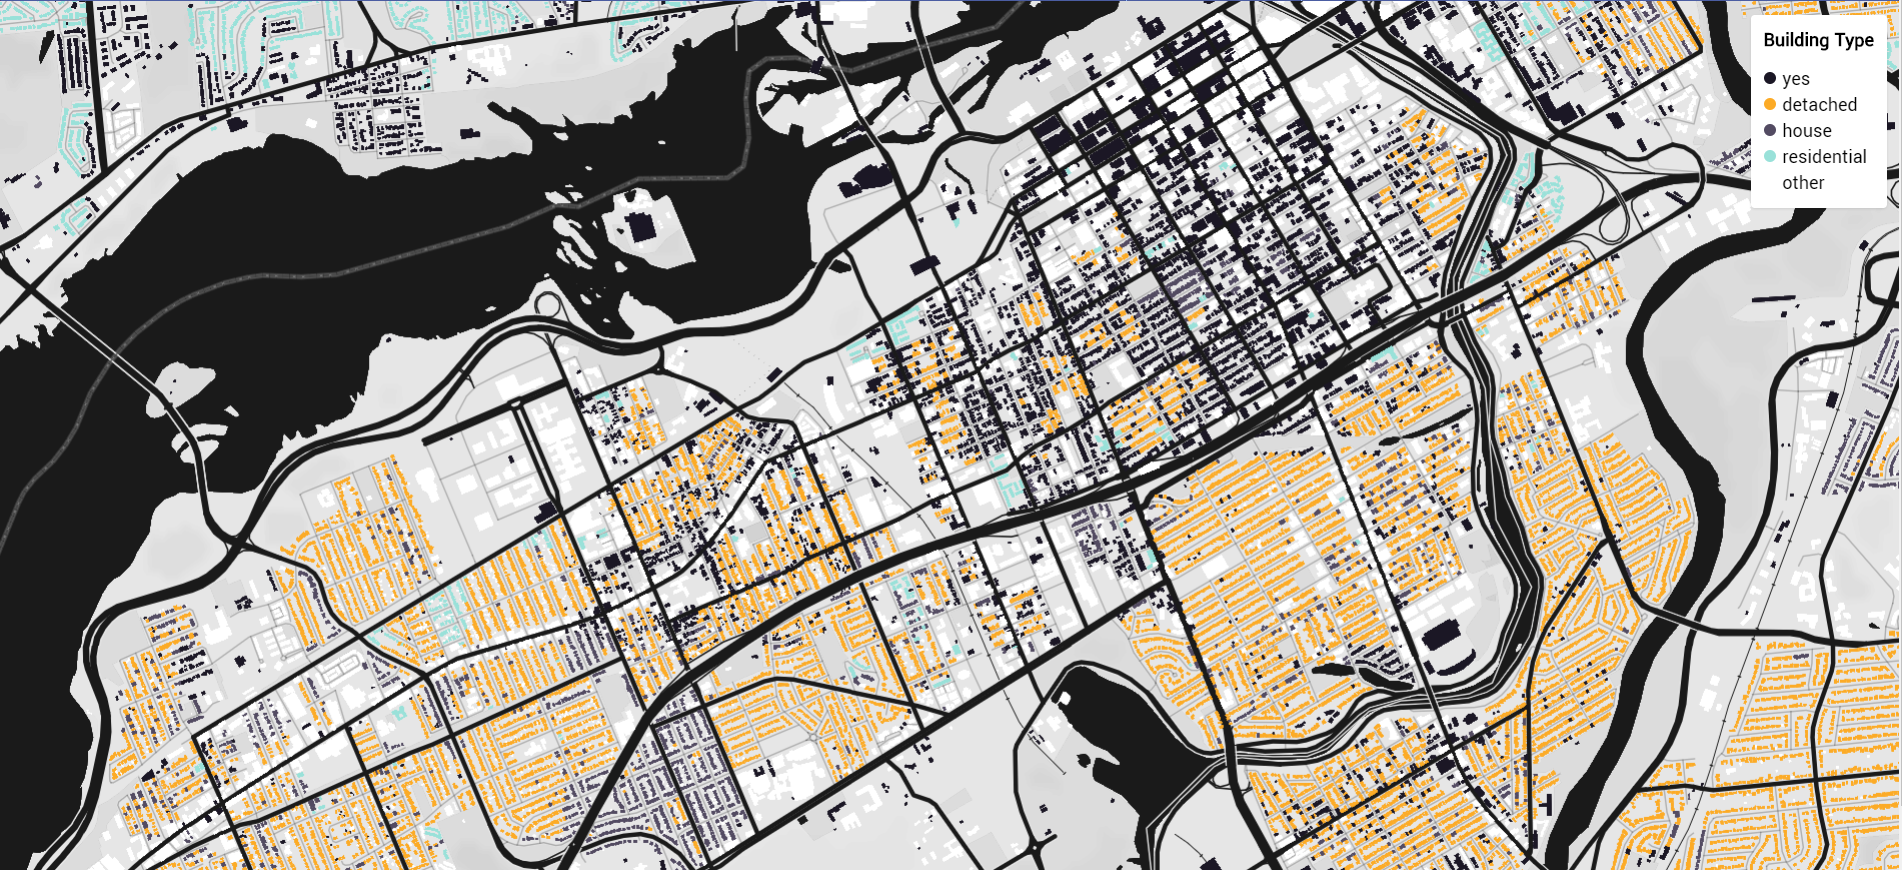 Building Type
yes
detached
house
residential
other